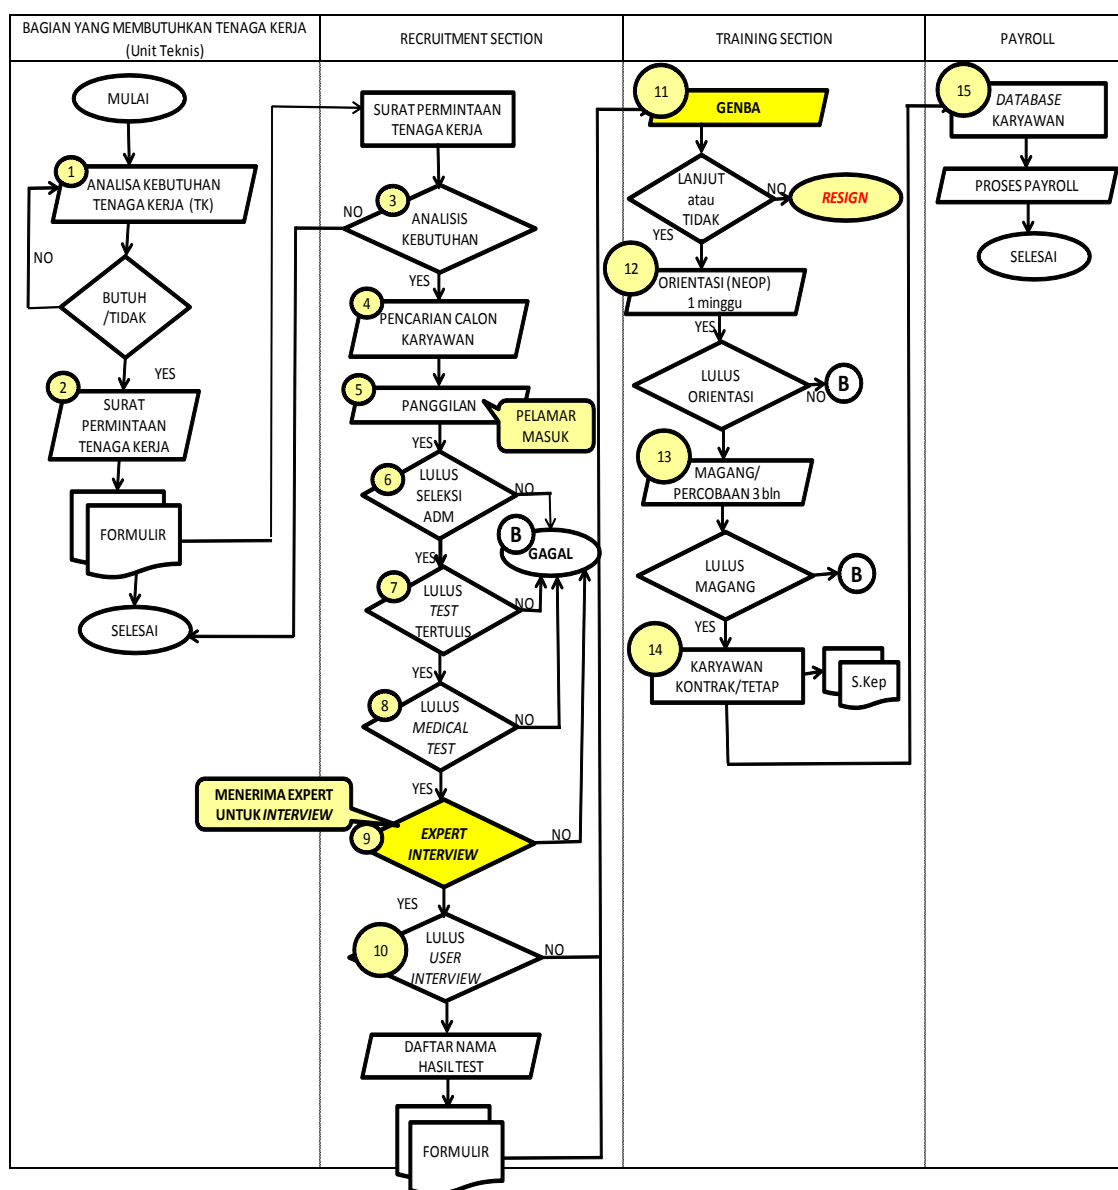 BAGIAN YANG MEMBUTUHKAN TENAGA KERJA
(Unit Teknis)
RECRUITMENT SECTION
TRAINING SECTION
PAYROLL
MULAI
1
ANALISA KEBUTUHAN
TENAGA KERJA (TK)
NO
BUTUH
/TIDAK
YES
2
SURAT
PERMINTAAN
TENAGA KERJA
FORMULIR
SELESAI
SURAT PERMINTAAN
TENAGA KERJA
NO
3
ANALISIS
KEBUTUHAN
YES
4
PENCARIAN CALON
KARYAWAN
5
PANGGILAN
PELAMAR
MASUK
YES
6
LULUS
SELEKSI
ADM
NO
B
GAGAL
YES
7
LULUS
TEST
TERTULIS
NO
YES
8
LULUS
MEDICAL
TEST
NO
YES
MENERIMA EXPERT
UNTUK INTERVIEW
9
EXPERT
INTERVIEW
NO
YES
10
LULUS
USER
INTERVIEW
NO
DAFTAR NAMA
HASIL TEST
FORMULIR
11
GENBA
LANJUT
atau
TIDAK
NO
RESIGN
YES
12
ORIENTASI (NEOP)
1 minggu
YES
LULUS
ORIENTASI
NO
B
13
MAGANG/
PERCOBAAN 3 bln
LULUS
MAGANG
B
YES
14
KARYAWAN
KONTRAK/TETAP
S.Kep
15
DATABASE
KARYAWAN
PROSES PAYROLL
SELESAI